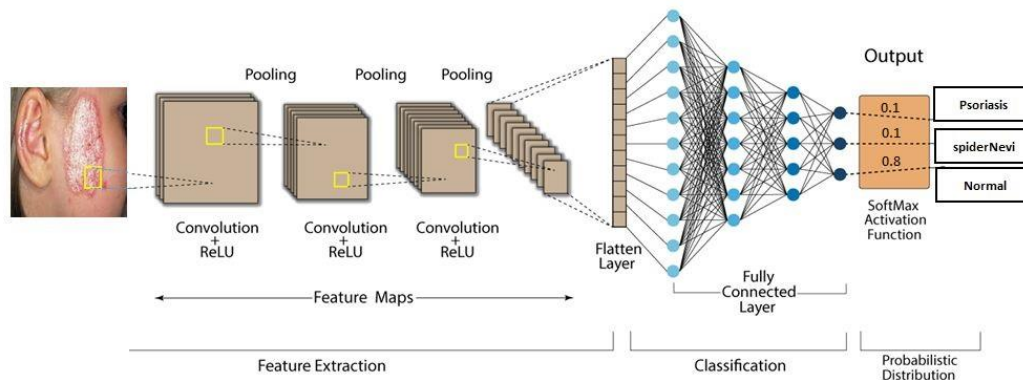 Pooling
Pooling
Pooling
Output
0.1
0.1
0.8
Psoriasis
spiderNevi
Normal
Convolution
+
ReLU
Convolution
+
ReLU
Convolution
+
ReLU
Flatten
Layer
SoftMax
Activation
Function
Fully
Connected
Layer
Feature Maps
Feature Extraction
Classification
Probabilistic
Distribution